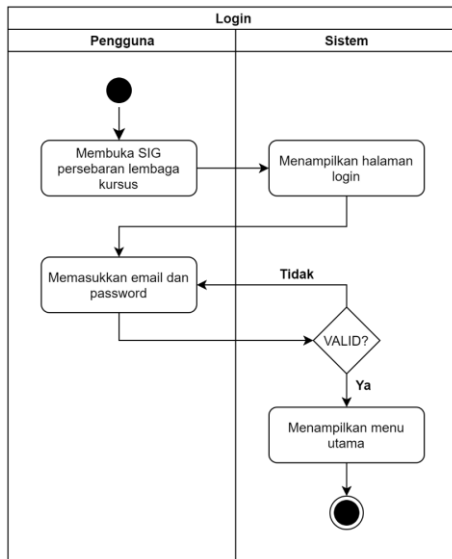 Login
Pengguna
Sistem
Membuka SIG
persebaran lembaga
kursus
Menampilkan halaman
login
Memasukkan email dan
password
Tidak
VALID?
Ya
Menampilkan menu
utama